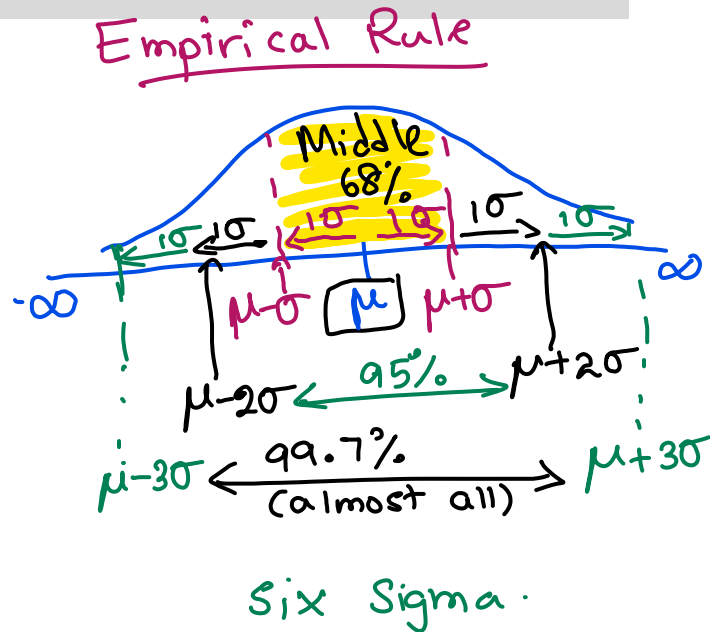 Empirical Rule
Middle
68%
1σ 1σ 1σ 1σ 1σ 1σ
-∞ μ-σ μ μ+σ ∞
μ-2σ 95% μ+2σ
μ-3σ 99.7% μ+3σ
(almost all)
Six Sigma.